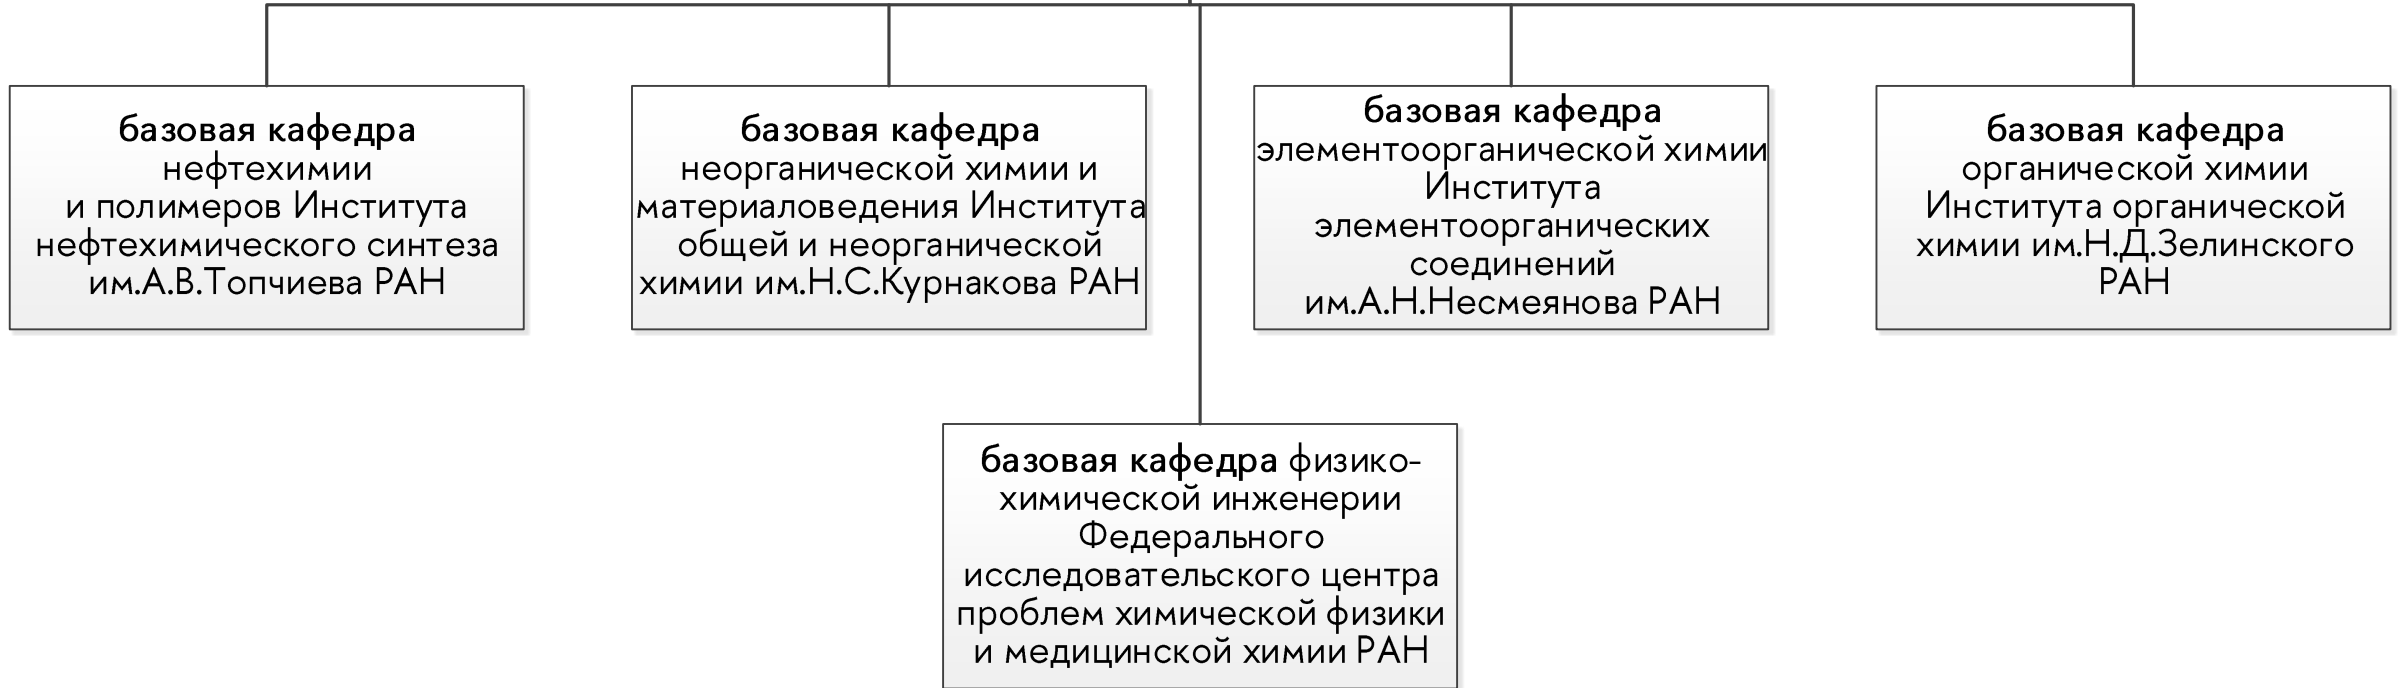 базовая кафедра
нефтехимии
и полимеров Института
нефтехимического синтеза
им.А.В.Топчиева РАН
базовая кафедра
неорганической химии и
материаловедения Института
общей и неорганической
химии им.Н.С.Курнакова РАН
базовая кафедра
элементоорганической химии
Института
элементоорганических
соединений
им.А.Н.Несмеянова РАН
базовая кафедра
органической химии
Института органической
химии им.Н.Д.Зелинского
РАН
базовая кафедра физико-
химической инженерии
Федерального
исследовательского центра
проблем химической физики
и медицинской химии РАН